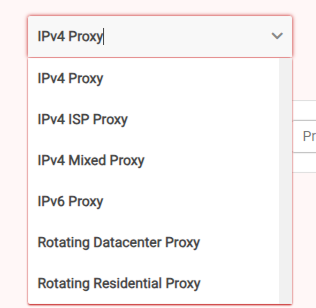 IPv4 Proxy
IPv4 Proxy
IPv4 ISP Proxy
Pr
IPv4 Mixed Proxy
IPv6 Proxy
Rotating Datacenter Proxy
Rotating Residential Proxy